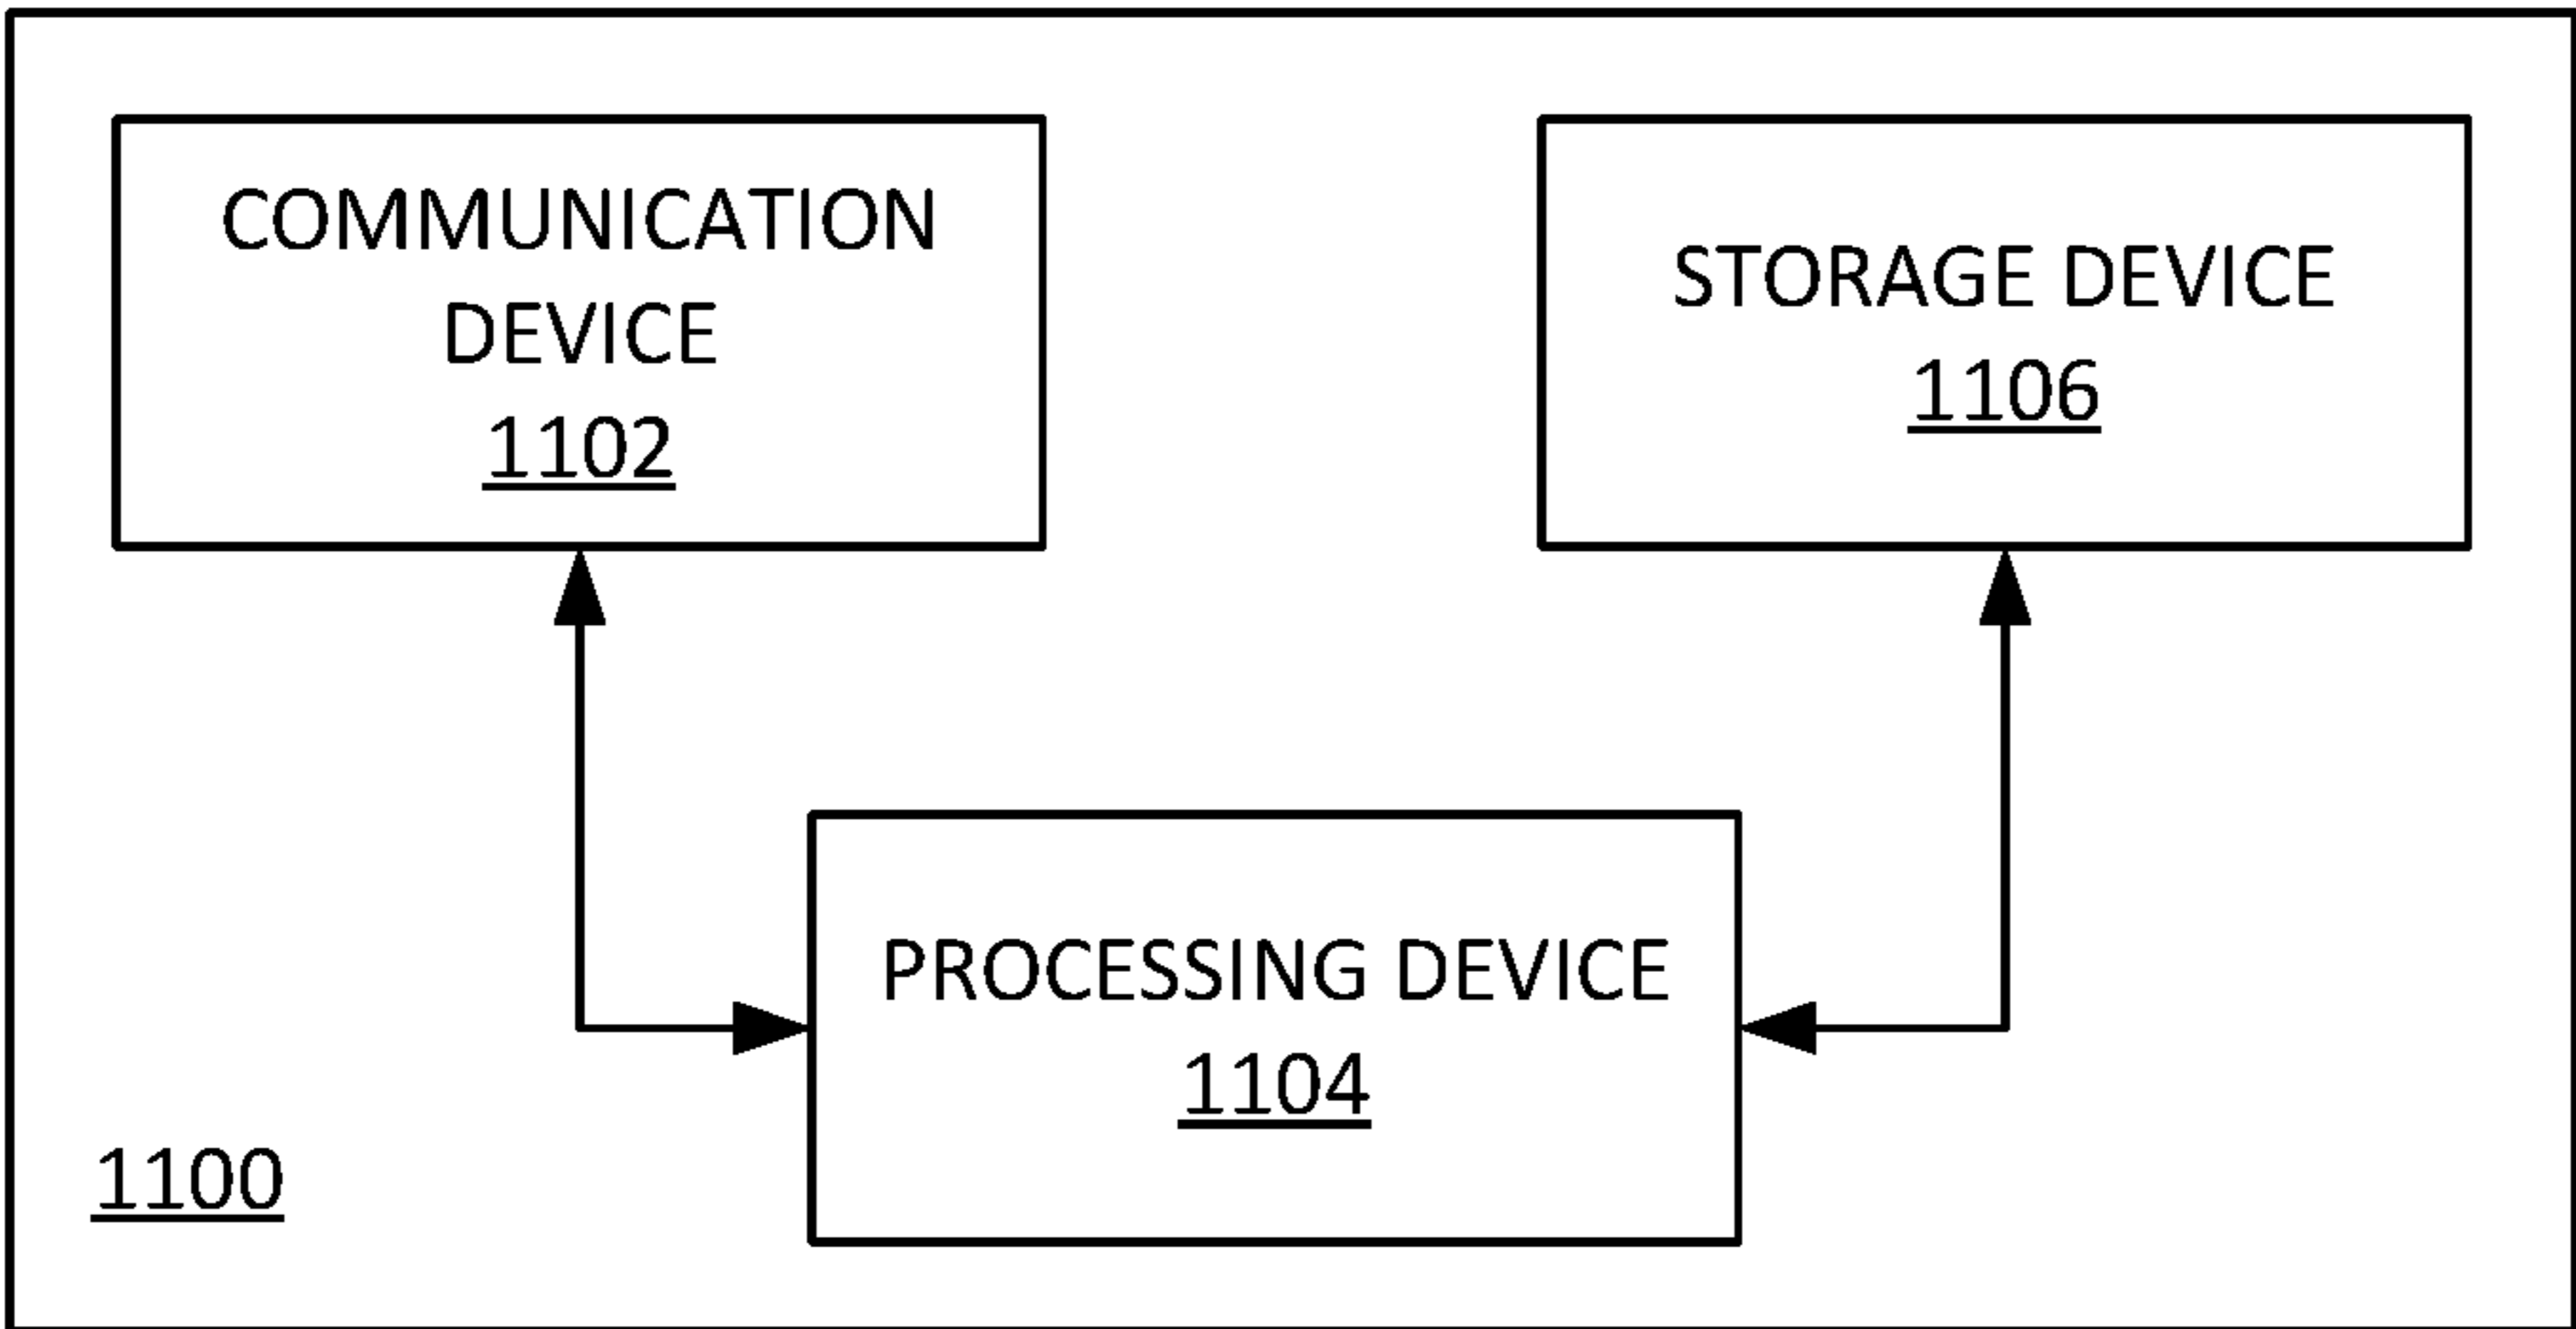 COMMUNICATION
DEVICE
1102
STORAGE DEVICE
1106
PROCESSING DEVICE
1104
1100